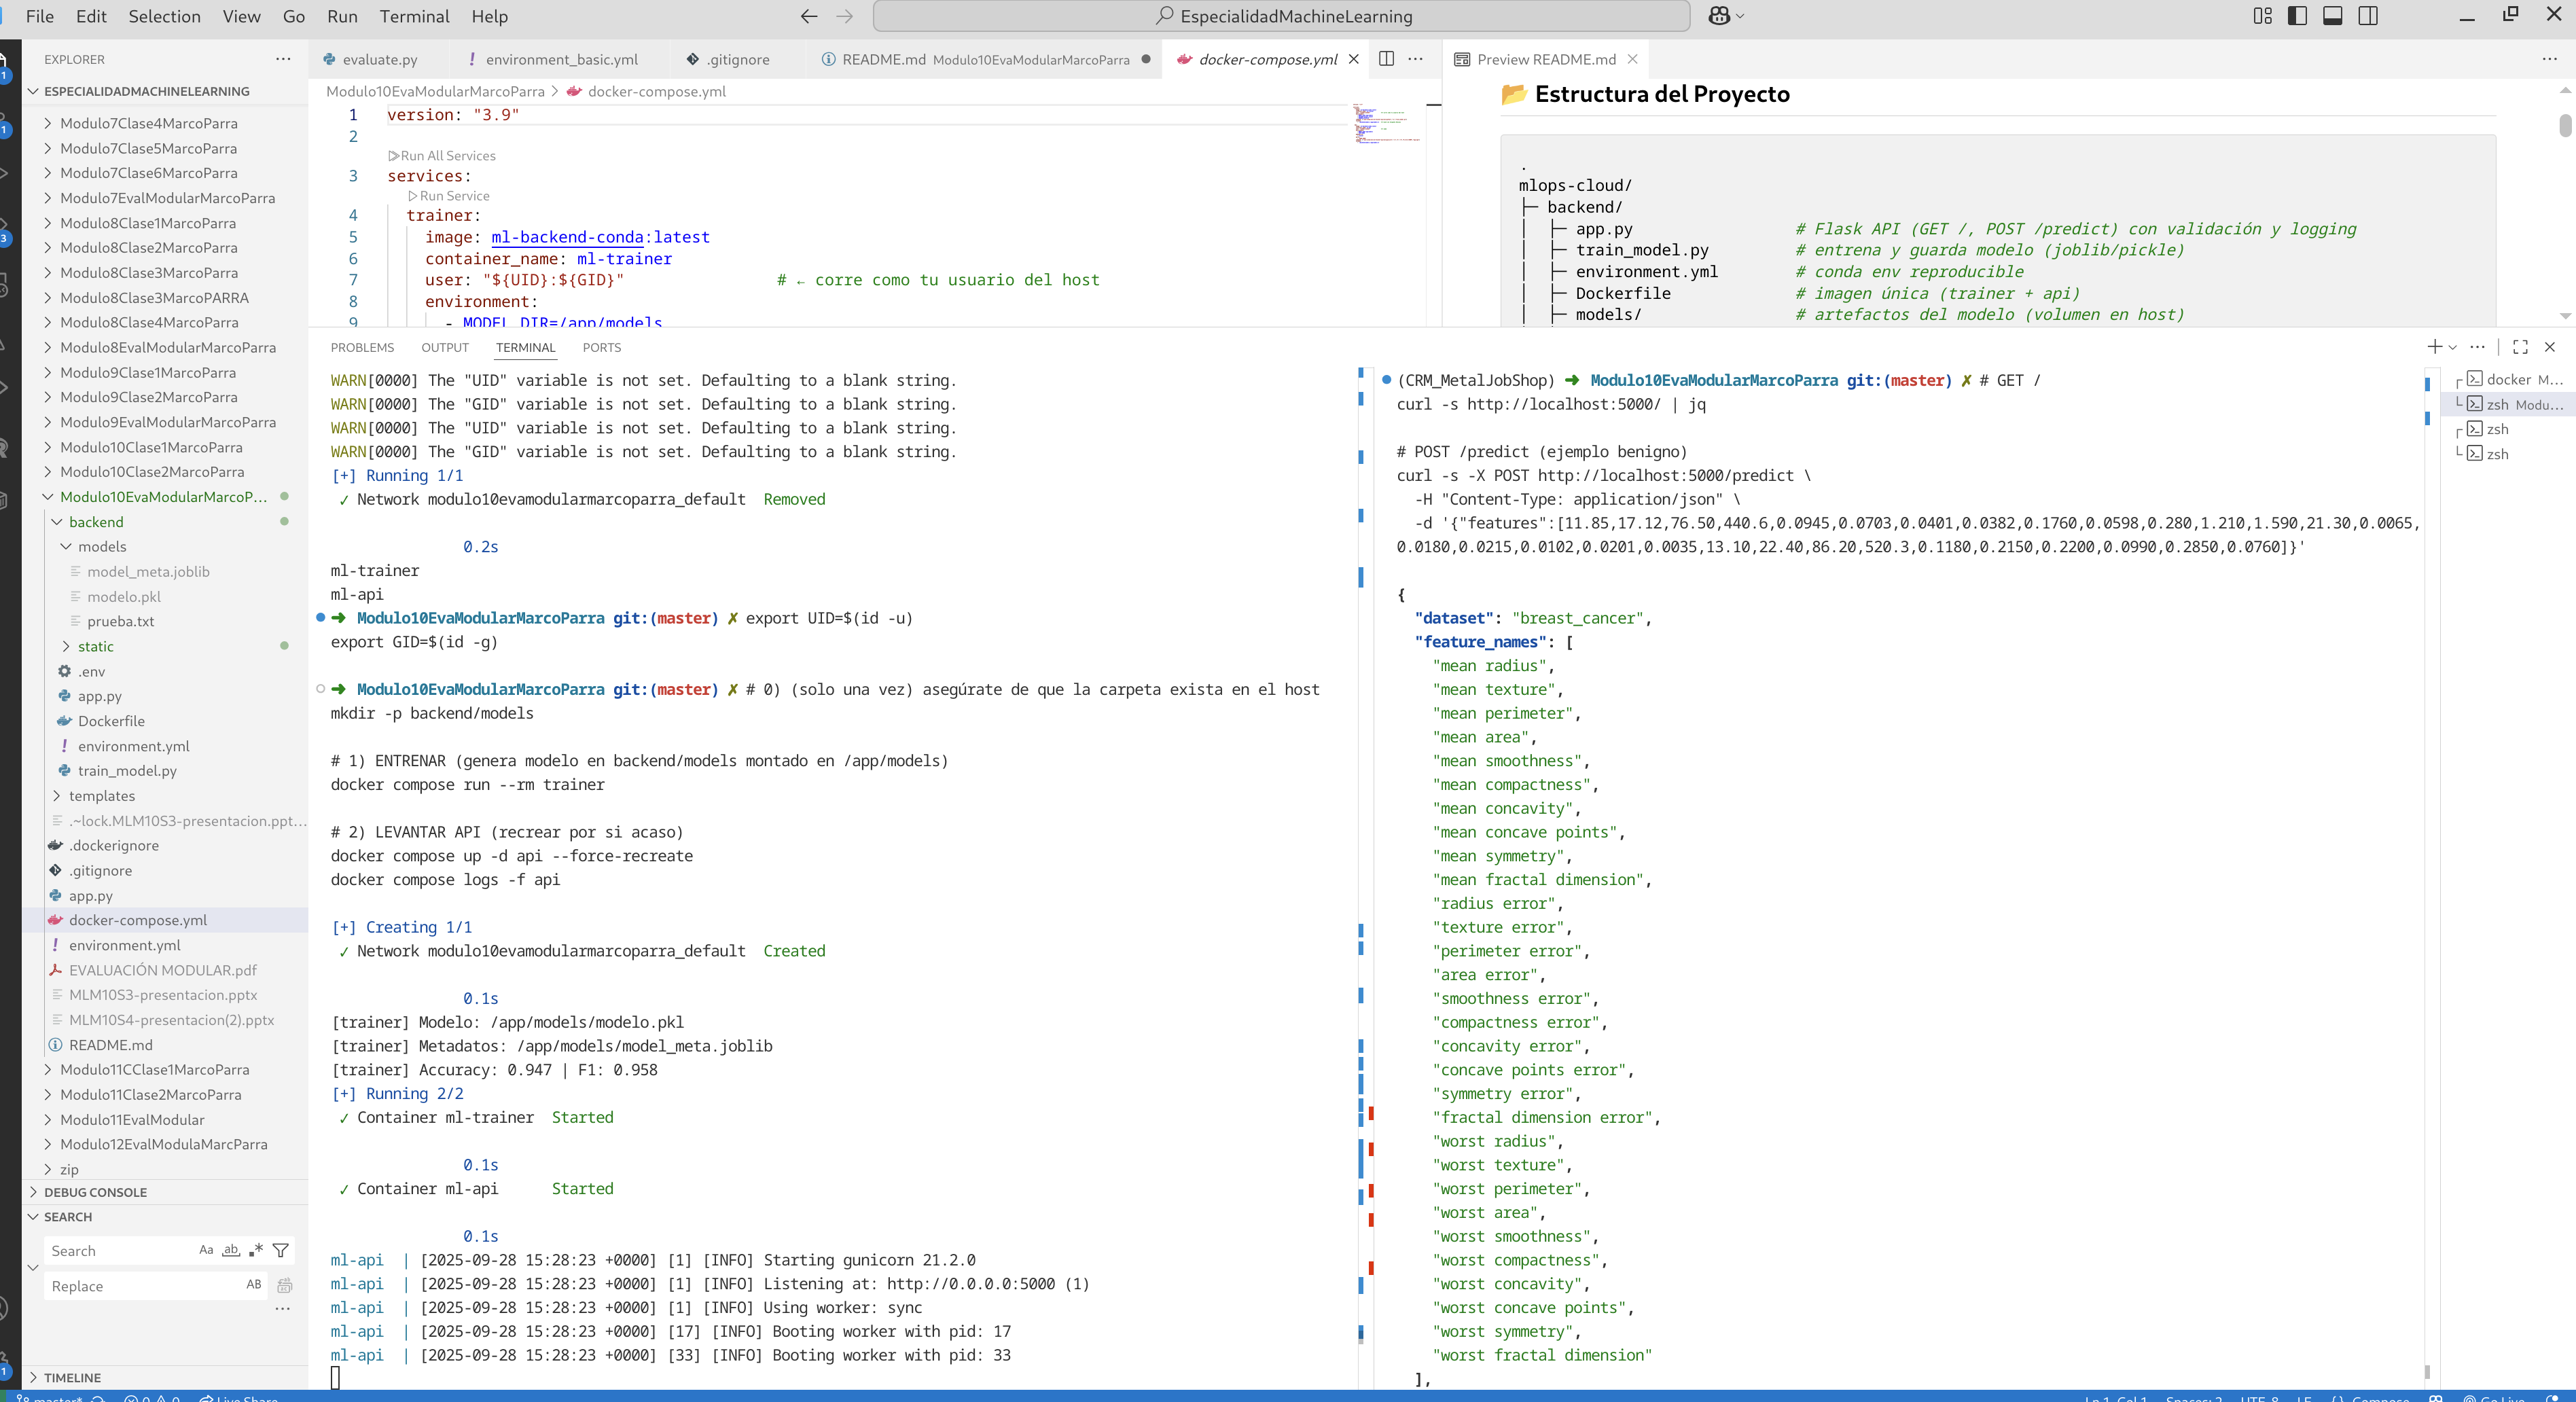 File Edit Selection View Go Run Terminal Help
EspecialidadMachineLearning
EXPLORER
ESPECIALIDADMACHINELEARNING
Modulo7Clase4MarcoParra
Modulo7Clase5MarcoParra
Modulo7Clase6MarcoParra
Modulo7EvalModularMarcoParra
Modulo8Clase1MarcoParra
Modulo8Clase2MarcoParra
Modulo8Clase3MarcoParra
Modulo8Clase3MarcoPARRA
Modulo8Clase4MarcoParra
Modulo8EvalModularMarcoParra
Modulo9Clase1MarcoParra
Modulo9Clase2MarcoParra
Modulo9EvalModularMarcoParra
Modulo10Clase1MarcoParra
Modulo10Clase2MarcoParra
Modulo10EvaModularMarcoP...
backend
models
model_meta.joblib
modelo.pkl
prueba.txt
static
.env
app.py
Dockerfile
environment.yml
train_model.py
templates
.~lock.MLM10S3-presentacion.ppt...
.dockerignore
.gitignore
app.py
docker-compose.yml
environment.yml
EVALUACIÓN MODULAR.pdf
MLM10S3-presentacion.pptx
MLM10S4-presentacion(2).pptx
README.md
Modulo11CClase1MarcoParra
Modulo11Clase2MarcoParra
Modulo11EvalModular
Modulo12EvalModulaMarcParra
zip
DEBUG CONSOLE
SEARCH
Search Aa ab .*
Replace AB
TIMELINE
evaluate.py environment_basic.yml .gitignore README.md Modulo10EvaModularMarcoParra docker-compose.yml
Modulo10EvaModularMarcoParra > docker-compose.yml
1 version: "3.9"
2
Run All Services
3 services:
Run Service
4 trainer:
5 image: ml-backend-conda:latest
6 container_name: ml-trainer
7 user: "${UID}:${GID}" # ← corre como tu usuario del host
8 environment:
9 - MODEL_DIR=/app/models
Preview README.md
📂 Estructura del Proyecto
.
mlops-cloud/
├─ backend/
│ ├─ app.py # Flask API (GET /, POST /predict) con validación y logging
│ ├─ train_model.py # entrena y guarda modelo (joblib/pickle)
│ ├─ environment.yml # conda env reproducible
│ ├─ Dockerfile # imagen única (trainer + api)
│ ├─ models/ # artefactos del modelo (volumen en host)
PROBLEMS OUTPUT TERMINAL PORTS
WARN[0000] The "UID" variable is not set. Defaulting to a blank string.
WARN[0000] The "GID" variable is not set. Defaulting to a blank string.
WARN[0000] The "UID" variable is not set. Defaulting to a blank string.
WARN[0000] The "GID" variable is not set. Defaulting to a blank string.
[+] Running 1/1
✓ Network modulo10evamodularmarcoparra_default Removed
0.2s
ml-trainer
ml-api
➜ Modulo10EvaModularMarcoParra git:(master) ✗ export UID=$(id -u)
export GID=$(id -g)
➜ Modulo10EvaModularMarcoParra git:(master) ✗ # 0) (solo una vez) asegúrate de que la carpeta exista en el host
mkdir -p backend/models
# 1) ENTRENAR (genera modelo en backend/models montado en /app/models)
docker compose run --rm trainer
# 2) LEVANTAR API (recrear por si acaso)
docker compose up -d api --force-recreate
docker compose logs -f api
[+] Creating 1/1
✓ Network modulo10evamodularmarcoparra_default Created
0.1s
[trainer] Modelo: /app/models/modelo.pkl
[trainer] Metadatos: /app/models/model_meta.joblib
[trainer] Accuracy: 0.947 | F1: 0.958
[+] Running 2/2
✓ Container ml-trainer Started
0.1s
✓ Container ml-api Started
0.1s
ml-api | [2025-09-28 15:28:23 +0000] [1] [INFO] Starting gunicorn 21.2.0
ml-api | [2025-09-28 15:28:23 +0000] [1] [INFO] Listening at: http://0.0.0.0:5000 (1)
ml-api | [2025-09-28 15:28:23 +0000] [1] [INFO] Using worker: sync
ml-api | [2025-09-28 15:28:23 +0000] [17] [INFO] Booting worker with pid: 17
ml-api | [2025-09-28 15:28:23 +0000] [33] [INFO] Booting worker with pid: 33
(CRM_MetalJobShop) ➜ Modulo10EvaModularMarcoParra git:(master) ✗ # GET /
curl -s http://localhost:5000/ | jq
# POST /predict (ejemplo benigno)
curl -s -X POST http://localhost:5000/predict \
-H "Content-Type: application/json" \
-d '{"features":[11.85,17.12,76.50,440.6,0.0945,0.0703,0.0401,0.0382,0.1760,0.0598,0.280,1.210,1.590,21.30,0.0065,
0.0180,0.0215,0.0102,0.0201,0.0035,13.10,22.40,86.20,520.3,0.1180,0.2150,0.2200,0.0990,0.2850,0.0760]}'
{
"dataset": "breast_cancer",
"feature_names": [
"mean radius",
"mean texture",
"mean perimeter",
"mean area",
"mean smoothness",
"mean compactness",
"mean concavity",
"mean concave points",
"mean symmetry",
"mean fractal dimension",
"radius error",
"texture error",
"perimeter error",
"area error",
"smoothness error",
"compactness error",
"concavity error",
"concave points error",
"symmetry error",
"fractal dimension error",
"worst radius",
"worst texture",
"worst perimeter",
"worst area",
"worst smoothness",
"worst compactness",
"worst concavity",
"worst concave points",
"worst symmetry",
"worst fractal dimension"
],
docker M...
zsh Modu...
zsh
zsh